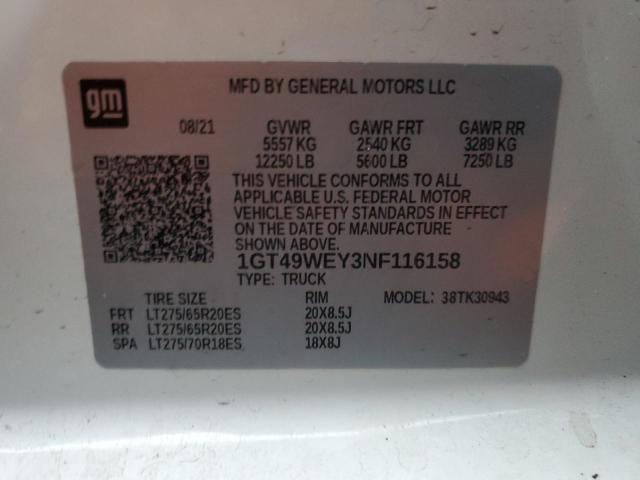 gm
MFD BY GENERAL MOTORS LLC
08/21 GVWR GAWR FRT GAWR RR
5557 KG 2540 KG 3289 KG
12250 LB 5600 LB 7250 LB
THIS VEHICLE CONFORMS TO ALL
APPLICABLE U.S. FEDERAL MOTOR
VEHICLE SAFETY STANDARDS IN EFFECT
ON THE DATE OF MANUFACTURE
SHOWN ABOVE.
1GT49WEY3NF116158
TYPE: TRUCK
TIRE SIZE RIM MODEL: 38TK30943
FRT LT275/65R20ES 20X8.5J
RR LT275/65R20ES 20X8.5J
SPA LT275/70R18ES 18X8J